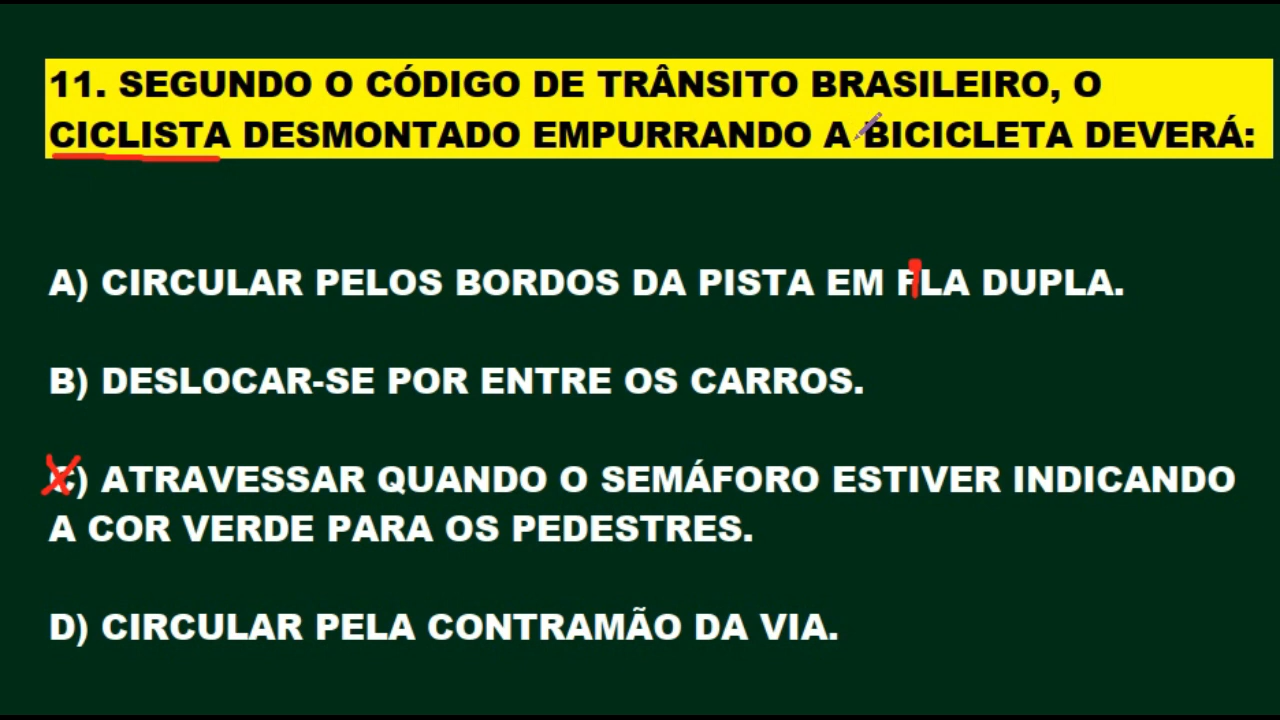 11. SEGUNDO O CÓDIGO DE TRÂNSITO BRASILEIRO, O
CICLISTA DESMONTADO EMPURRANDO A BICICLETA DEVERÁ:
A) CIRCULAR PELOS BORDOS DA PISTA EM FILA DUPLA.
B) DESLOCAR-SE POR ENTRE OS CARROS.
C) ATRAVESSAR QUANDO O SEMÁFORO ESTIVER INDICANDO
A COR VERDE PARA OS PEDESTRES.
D) CIRCULAR PELA CONTRAMÃO DA VIA.